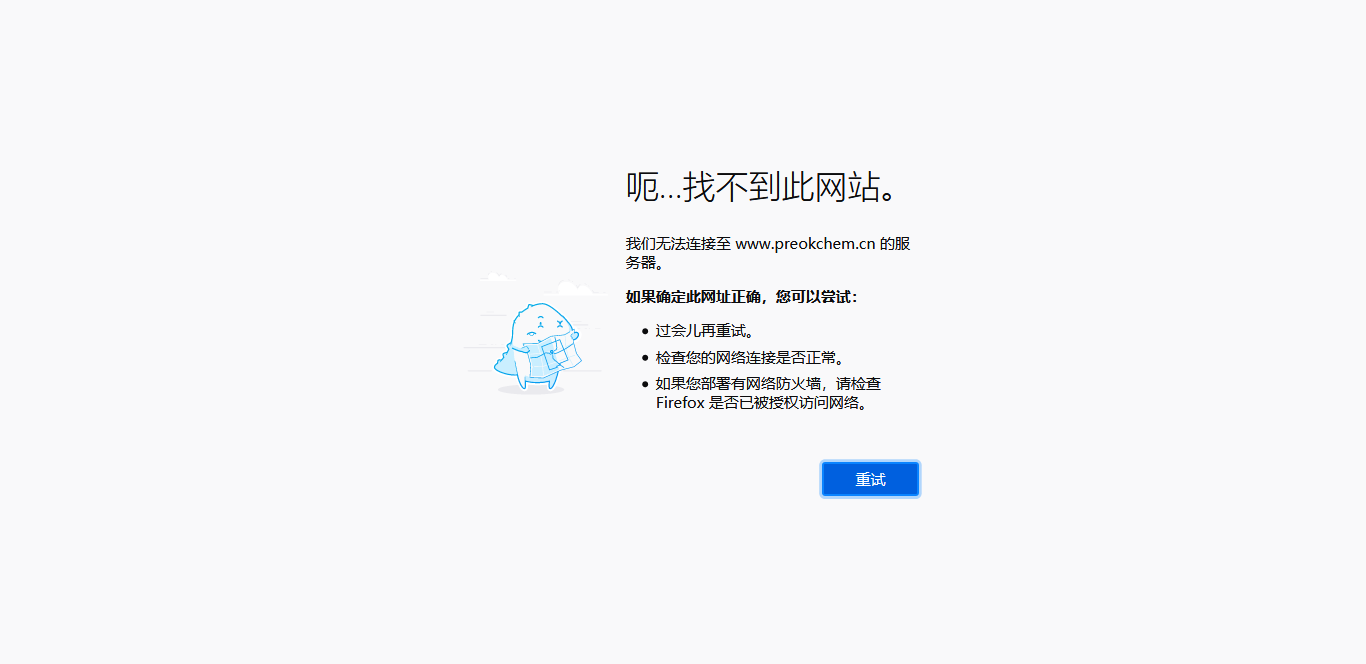 呃…找不到此网站。
我们无法连接至 www.preokchem.cn 的服
务器。
如果确定此网址正确，您可以尝试：
• 过会儿再重试。
• 检查您的网络连接是否正常。
• 如果您部署有网络防火墙，请检查
Firefox 是否已被授权访问网络。
重试